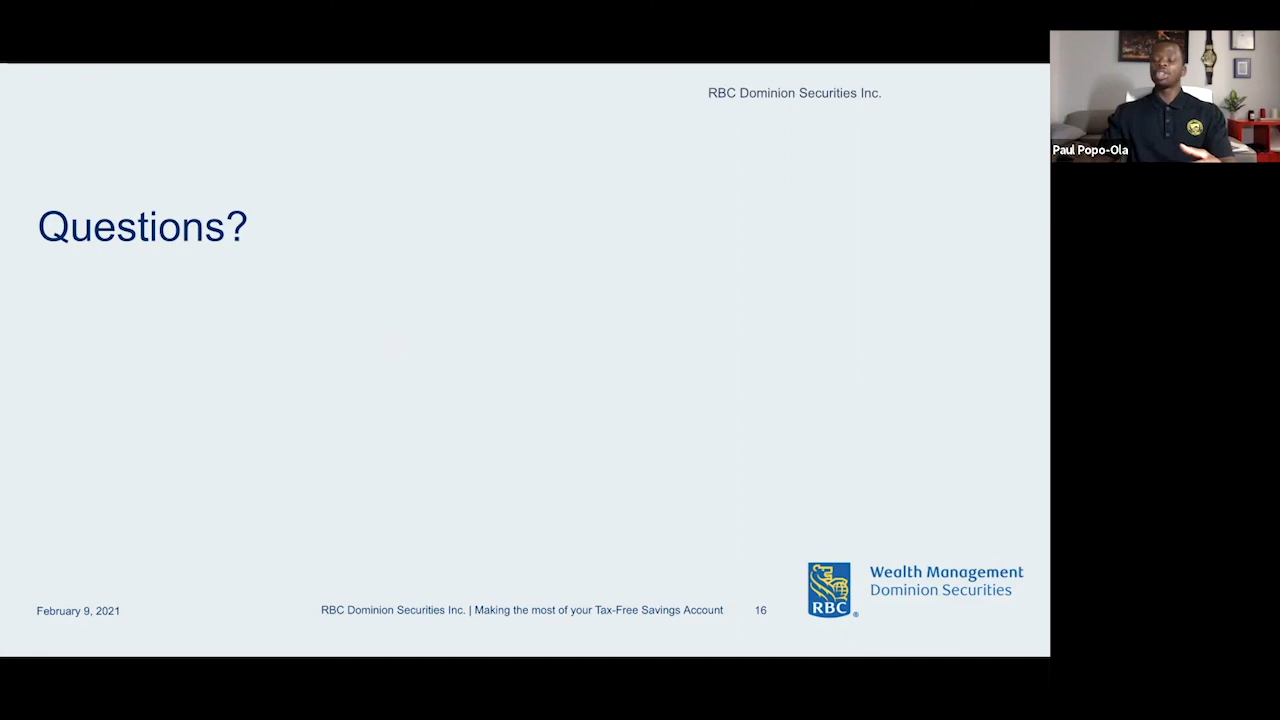 RBC Dominion Securities Inc.
Paul Popo-Ola
Questions?
Wealth Management
Dominion Securities
RBC
®
February 9, 2021
RBC Dominion Securities Inc. | Making the most of your Tax-Free Savings Account
16